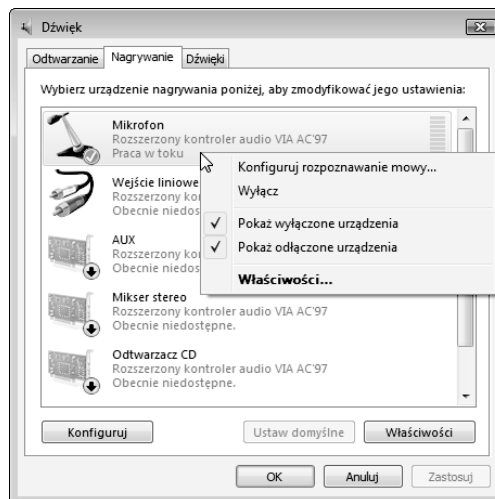 Dźwięk
Odtwarzanie Nagrywanie Dźwięki
Wybierz urządzenie nagrywania poniżej, aby zmodyfikować jego ustawienia:
Mikrofon
Rozszerzony kontroler audio VIA AC'97
Praca w toku
Konfiguruj rozpoznawanie mowy...
Wyłącz
Pokaż wyłączone urządzenia
Pokaż odłączone urządzenia
Właściwości...
Wejście liniowe
Rozszerzony ko
Obecnie niedos
AUX
Rozszerzony ko
Obecnie niedos
Mikser stereo
Rozszerzony kontroler audio VIA AC'97
Obecnie niedostępne.
Odtwarzacz CD
Rozszerzony kontroler audio VIA AC'97
Obecnie niedostępne.
Konfiguruj Ustaw domyślne Właściwości
OK Anuluj Zastosuj